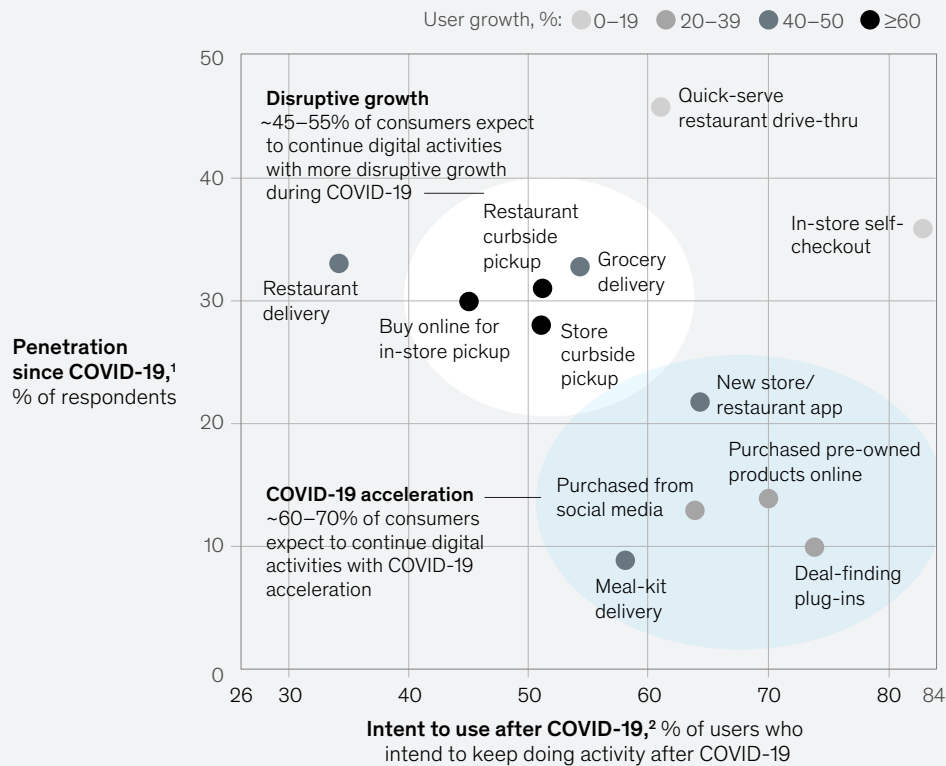 User growth, %: 0–19 20–39 40–50 ≥60
50
Disruptive growth
~45–55% of consumers expect
to continue digital activities
with more disruptive growth
during COVID-19
Quick-serve
restaurant drive-thru
40
Restaurant
curbside
pickup
In-store self-
checkout
Grocery
delivery
Restaurant
delivery
30
Buy online for
in-store pickup
Store
curbside
pickup
Penetration
since COVID-19,¹
% of respondents
New store/
restaurant app
20
Purchased pre-owned
products online
COVID-19 acceleration
~60–70% of consumers
expect to continue digital
activities with COVID-19
acceleration
Purchased from
social media
10
Meal-kit
delivery
Deal-finding
plug-ins
0
26 30 40 50 60 70 80 84
Intent to use after COVID-19,² % of users who
intend to keep doing activity after COVID-19